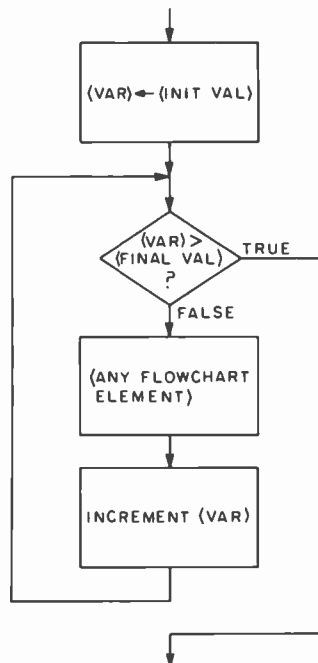 ⟨VAR⟩←⟨INIT VAL⟩
⟨VAR⟩ >
⟨FINAL VAL⟩
?
TRUE
FALSE
⟨ANY FLOWCHART
ELEMENT⟩
INCREMENT ⟨VAR⟩